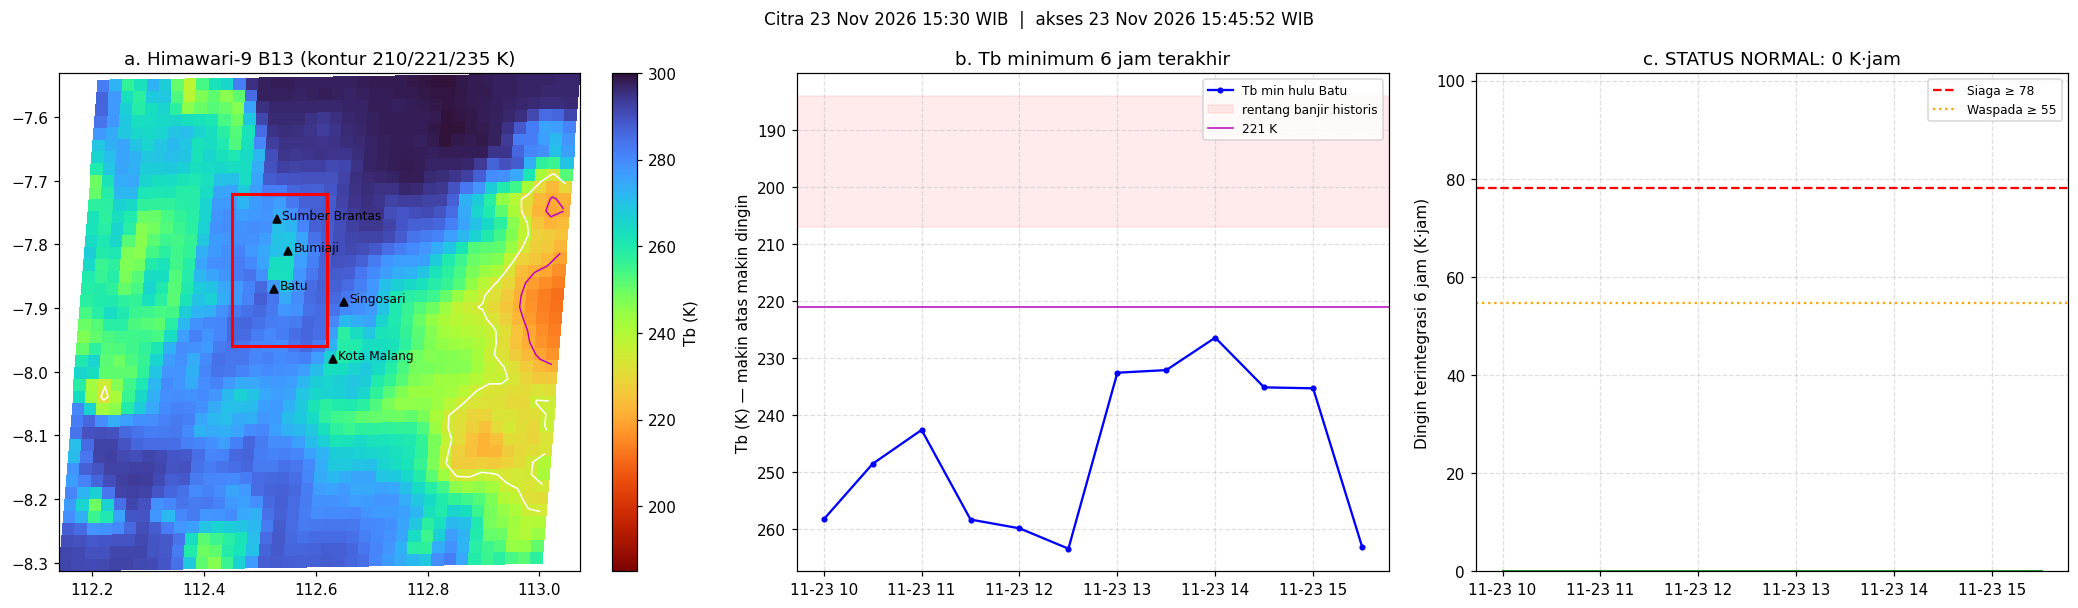 Citra 23 Nov 2026 15:30 WIB  |  akses 23 Nov 2026 15:45:52 WIB
a. Himawari-9 B13 (kontur 210/221/235 K)
−7.6
−7.7
−7.8
−7.9
−8.0
−8.1
−8.2
−8.3
112.2
112.4
112.6
112.8
113.0
Sumber Brantas
Bumiaji
Batu
Singosari
Kota Malang
300
280
260
240
220
200
Tb (K)
b. Tb minimum 6 jam terakhir
Tb (K) — makin atas makin dingin
190
200
210
220
230
240
250
260
11-23 10
11-23 11
11-23 12
11-23 13
11-23 14
11-23 15
Tb min hulu Batu
rentang banjir historis
221 K
c. STATUS NORMAL: 0 K·jam
Dingin terintegrasi 6 jam (K·jam)
100
80
60
40
20
0
11-23 10
11-23 11
11-23 12
11-23 13
11-23 14
11-23 15
Siaga ≥ 78
Waspada ≥ 55